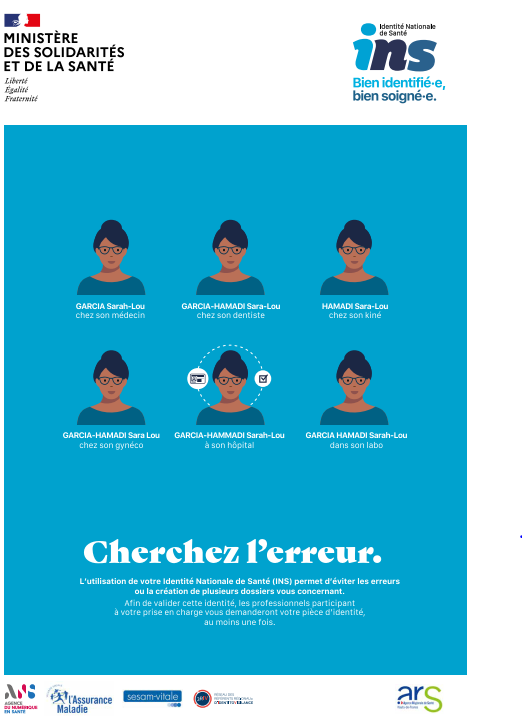 MINISTÈRE
DES SOLIDARITÉS
ET DE LA SANTÉ
Liberté
Égalité
Fraternité
Identité Nationale
de Santé
ins
Bien identifié·e,
bien soigné·e.
GARCIA Sarah-Lou
chez son médecin
GARCIA-HAMADI Sara-Lou
chez son dentiste
HAMADI Sara-Lou
chez son kiné
GARCIA-HAMADI Sara Lou
chez son gynéco
GARCIA-HAMMADI Sarah-Lou
à son hôpital
GARCIA HAMADI Sarah-Lou
dans son labo
Cherchez l'erreur.
L'utilisation de votre Identité Nationale de Santé (INS) permet d'éviter les erreurs
ou la création de plusieurs dossiers vous concernant.
Afin de valider cette identité, les professionnels participant
à votre prise en charge vous demanderont votre pièce d'identité,
au moins une fois.
ANS
AGENCE
DU NUMÉRIQUE
EN SANTÉ
l'Assurance
Maladie
sesam-vitale
ars